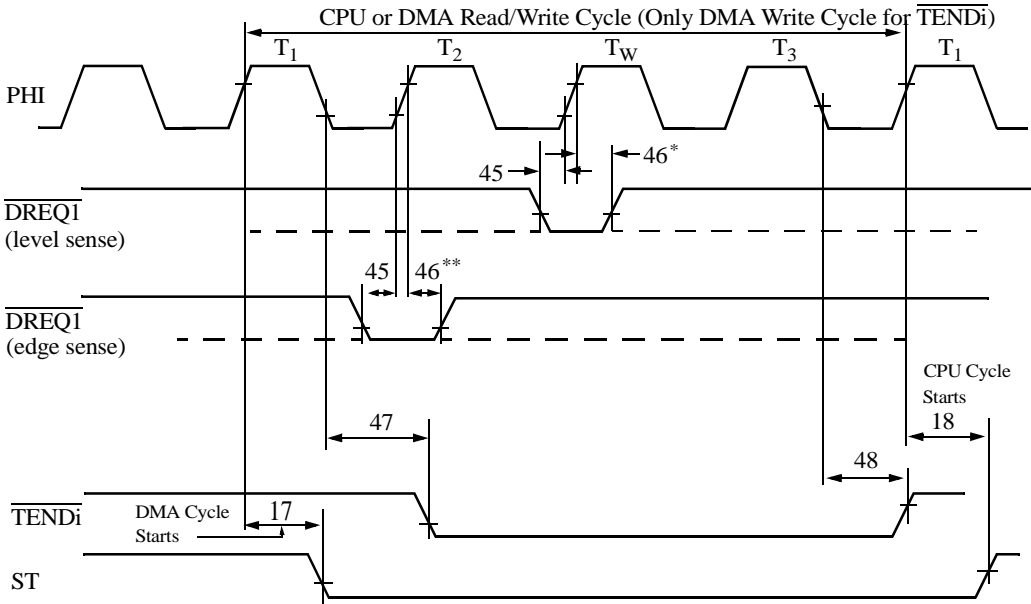 CPU or DMA Read/Write Cycle (Only DMA Write Cycle for TENDi)
T1 T2 TW T3 T1
PHI
45 46*
DREQ1
(level sense)
45 46**
DREQ1
(edge sense)
CPU Cycle
Starts
47 18
48
TENDi
DMA Cycle
Starts
17
ST